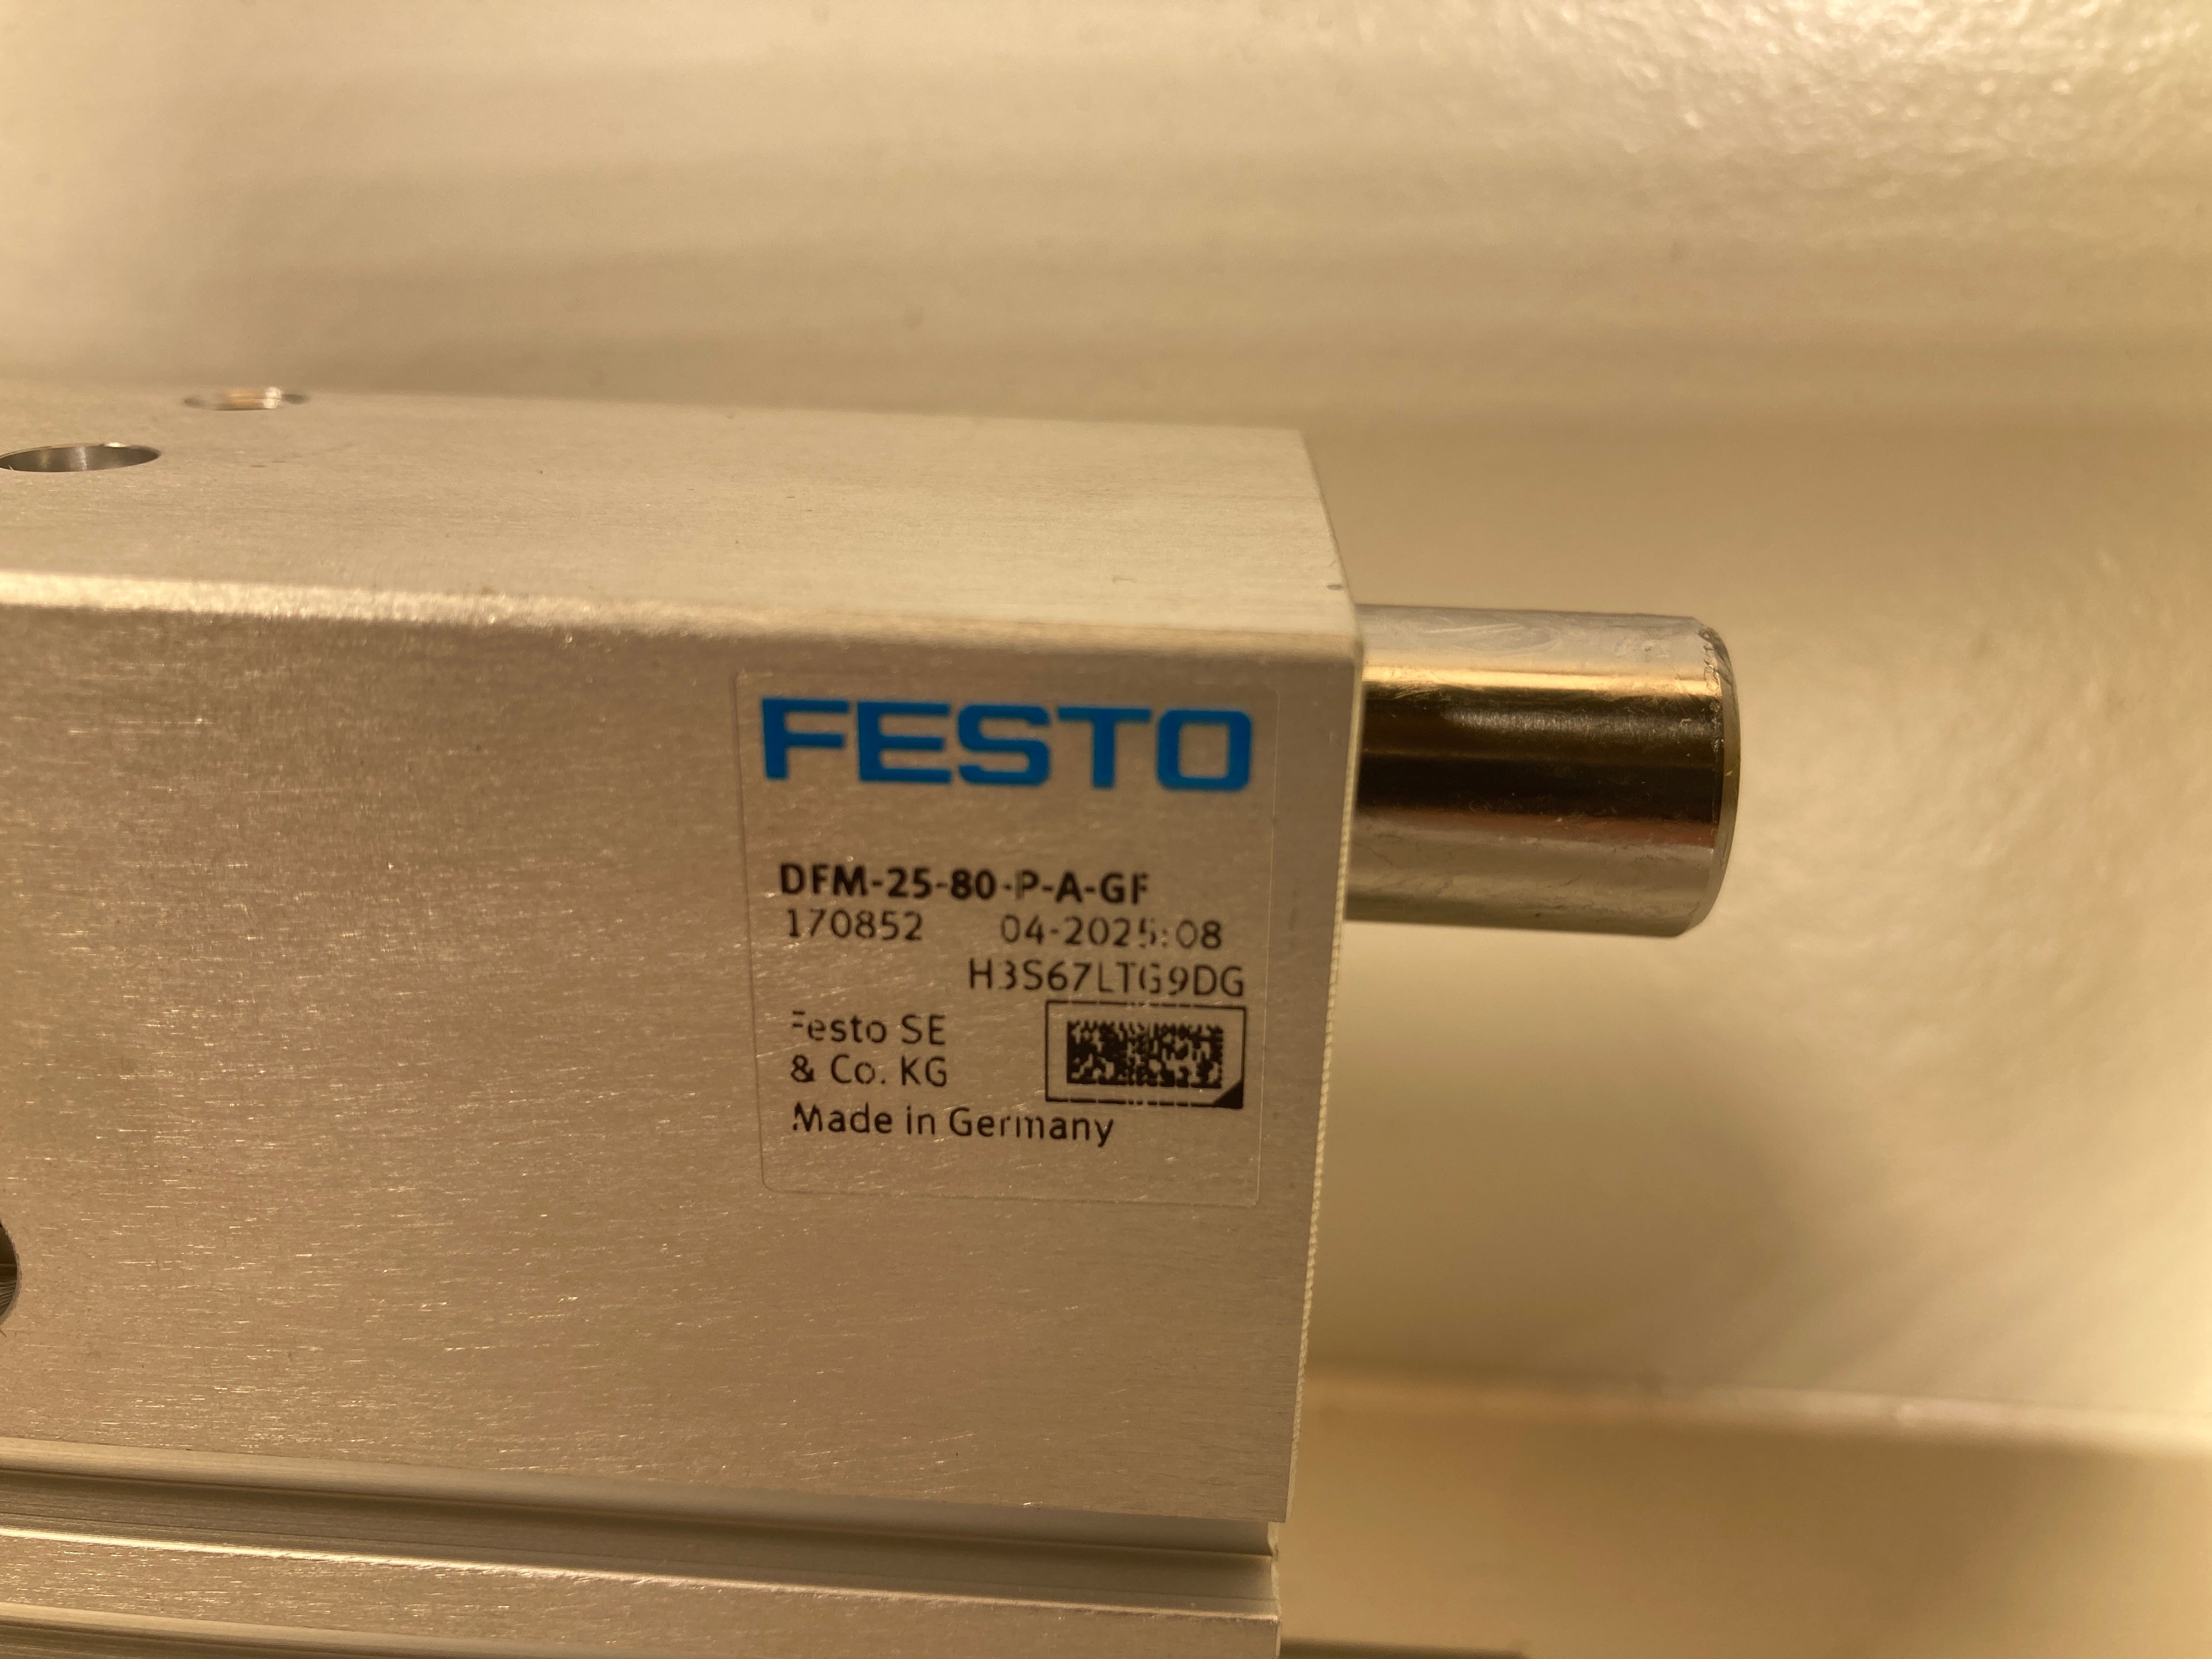 FESTO
DFM-25-80-P-A-GF
170852 04-2025:08
H3S67LTG9DG
Festo SE
& Co. KG
Made in Germany